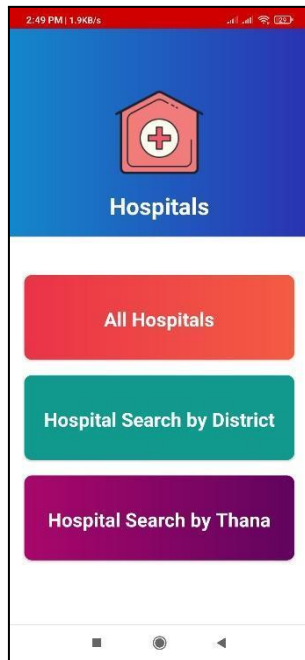 2:49 PM | 1.9KB/s
Hospitals
All Hospitals
Hospital Search by District
Hospital Search by Thana